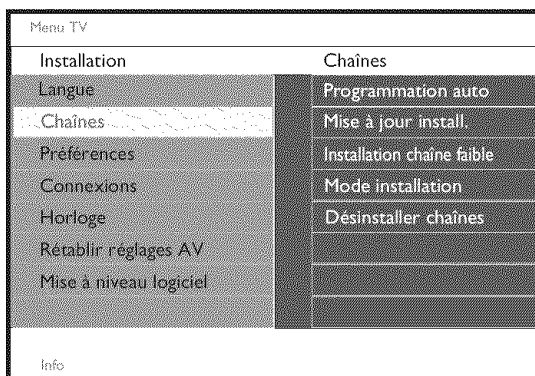 Menu TV
Installation
Chaînes
Langue
Programmation auto
Chaînes
Mise à jour install.
Préférences
Installation chaîne faible
Connexions
Mode installation
Horloge
Désinstaller chaînes
Rétablir réglages AV
Mise à niveau logiciel
Info